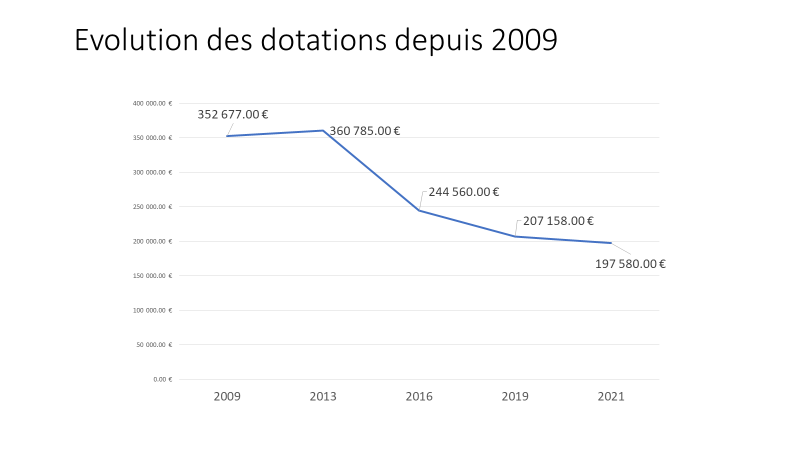 Evolution des dotations depuis 2009
400 000.00 €
352 677.00 €
360 785.00 €
350 000.00 €
300 000.00 €
244 560.00 €
250 000.00 €
207 158.00 €
200 000.00 €
197 580.00 €
150 000.00 €
100 000.00 €
50 000.00 €
0.00 €
2009 2013 2016 2019 2021